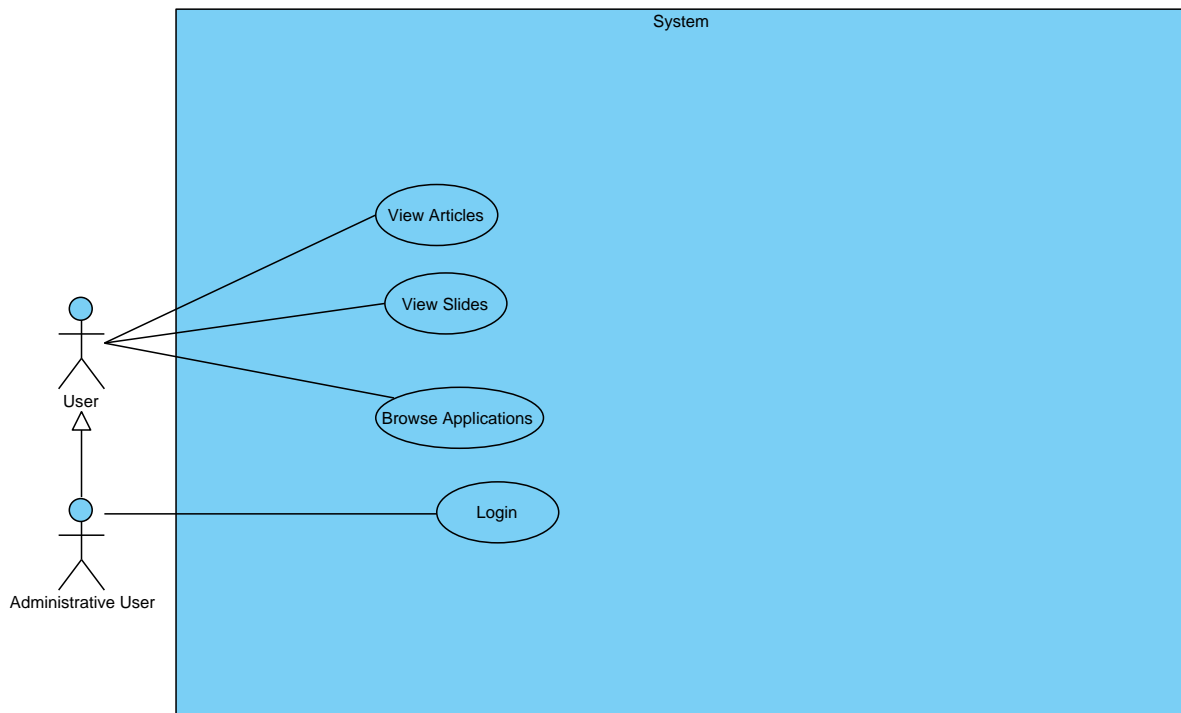 System
View Articles
View Slides
User
Browse Applications
Login
Administrative User